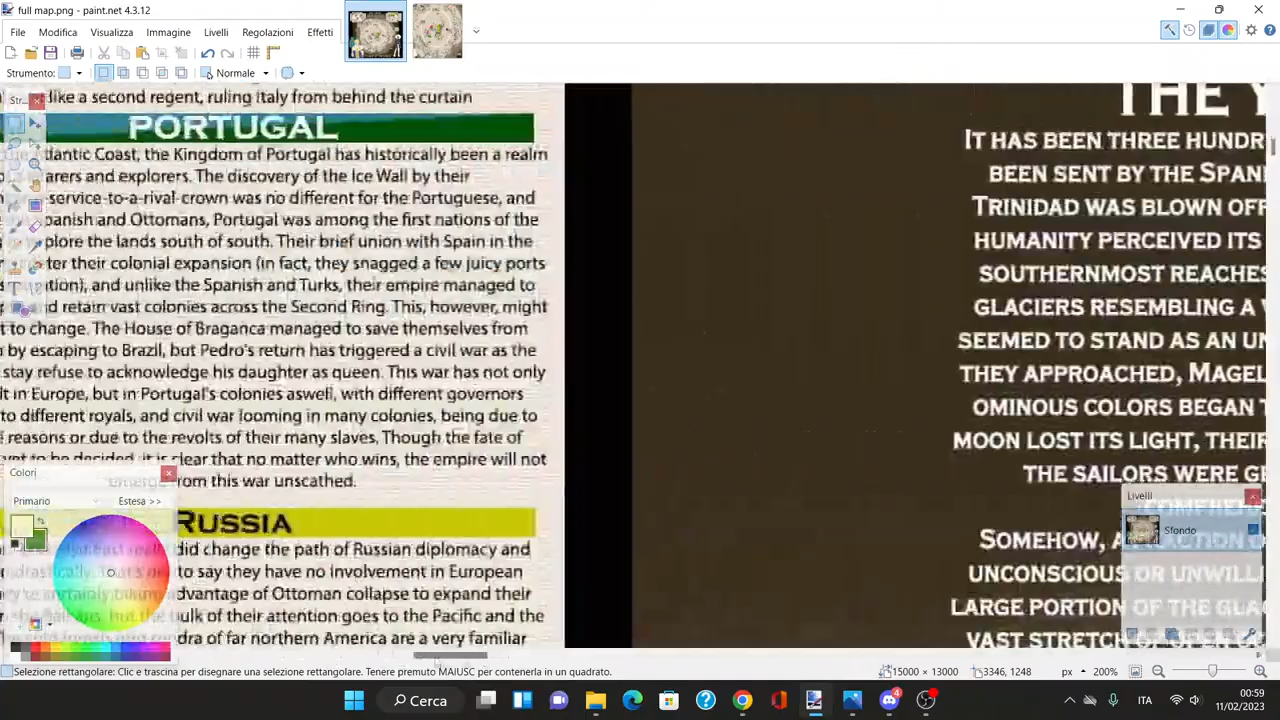 full map.png - paint.net 4.3.12
File Modifica Visualizza Immagine Livelli Regolazioni Effetti
Strumento: Normale
like a second regent, ruling Italy from behind the curtain
PORTUGAL
Atlantic Coast, the Kingdom of Portugal has historically been a realm
and explorers. The discovery of the Ice Wall by their
service-to-a-rival-crown was no different for the Portuguese, and
Spanish and Ottomans, Portugal was among the first nations of the
explore the lands south of south. Their brief union with Spain in the
their colonial expansion (in fact, they snagged a few juicy ports
and unlike the Spanish and Turks, their empire managed to
and retain vast colonies across the Second Ring. This, however, might
to change. The House of Braganca managed to save themselves from
by escaping to Brazil, but Pedro's return has triggered a civil war as the
stay refuse to acknowledge his daughter as queen. This war has not only
in Europe, but in Portugal's colonies aswell, with different governors
to different royals, and civil war looming in many colonies, being due to
reasons or due to the revolts of their many slaves. Though the fate of
yet to be decided, it is clear that no matter who wins, the empire will not
emerge from this war unscathed.
RUSSIA
did change the path of Russian diplomacy and
to say they have no involvement in European
advantage of Ottoman collapse to expand their
but the bulk of their attention goes to the Pacific and the
of far northern America are a very familiar
THE
IT HAS BEEN THREE HUNDR
BEEN SENT BY THE SPAN
TRINIDAD WAS BLOWN OFF
HUMANITY PERCEIVED ITS
SOUTHERNMOST REACHES
GLACIERS RESEMBLING A
SEEMED TO STAND AS AN UN
THEY APPROACHED, MAGEL
OMINOUS COLORS BEGAN
MOON LOST ITS LIGHT, THEIR
THE SAILORS WERE
SOMEHOW, A
UNCONSCIOUS OR UNWILLI
LARGE PORTION OF THE GLA
VAST STRETCH
Colori
Primario Estesa >>
Livelli
Sfondo
Selezione rettangolare: Clic e trascina per disegnare una selezione rettangolare. Tenere premuto MAIUSC per contenerla in un quadrato.
15000 × 13000 3346, 1248 px 200%
Cerca
4
ITA
00:59
11/02/2023